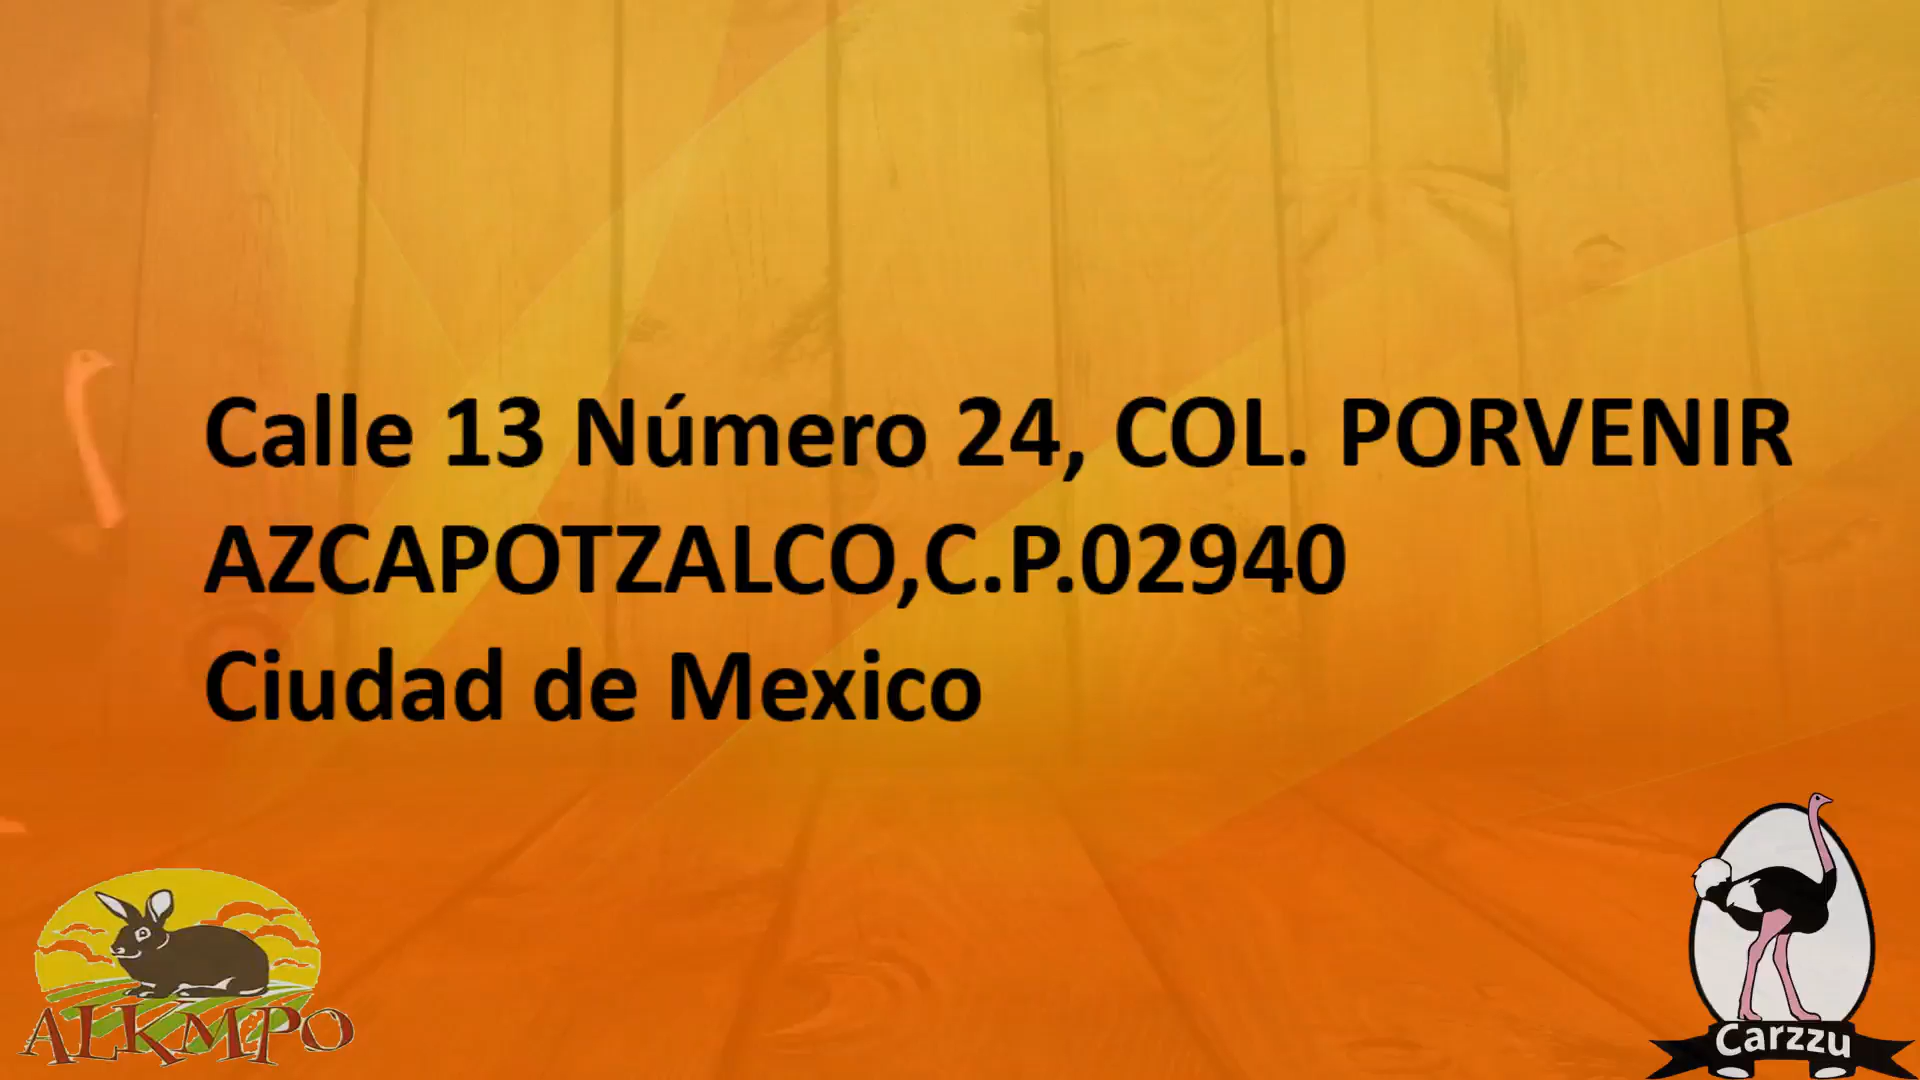 Calle 13 Número 24, COL. PORVENIR
AZCAPOTZALCO,C.P.02940
Ciudad de Mexico
ALKMPO
Carzzu